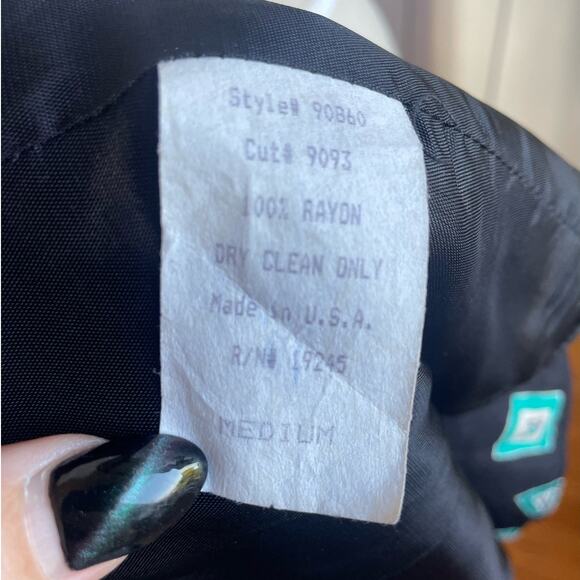 Style# 90860
Cut# 9093
100% RAYON
DRY CLEAN ONLY
Made in U.S.A.
R/N# 19245
MEDIUM